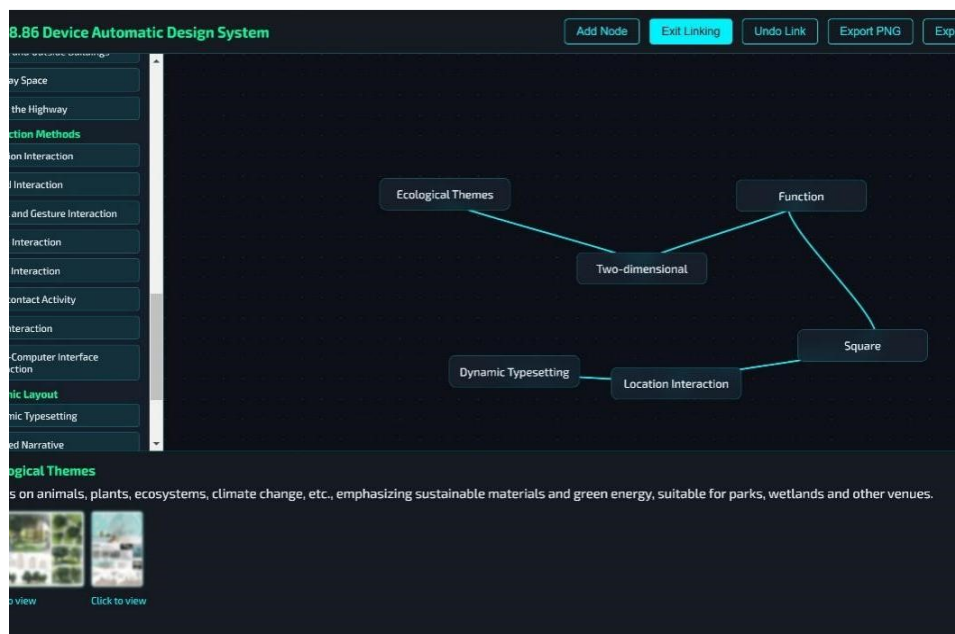 8.86 Device Automatic Design System
Add Node
Exit Linking
Undo Link
Export PNG
Exp
ay Space
the Highway
ction Methods
ion Interaction
Interaction
and Gesture Interaction
Interaction
Interaction
contact Activity
nteraction
-Computer Interface
ction
ic Layout
mic Typesetting
ed Narrative
Ecological Themes
Function
Two-dimensional
Square
Dynamic Typesetting
Location Interaction
ogical Themes
s on animals, plants, ecosystems, climate change, etc., emphasizing sustainable materials and green energy, suitable for parks, wetlands and other venues.
o view
Click to view